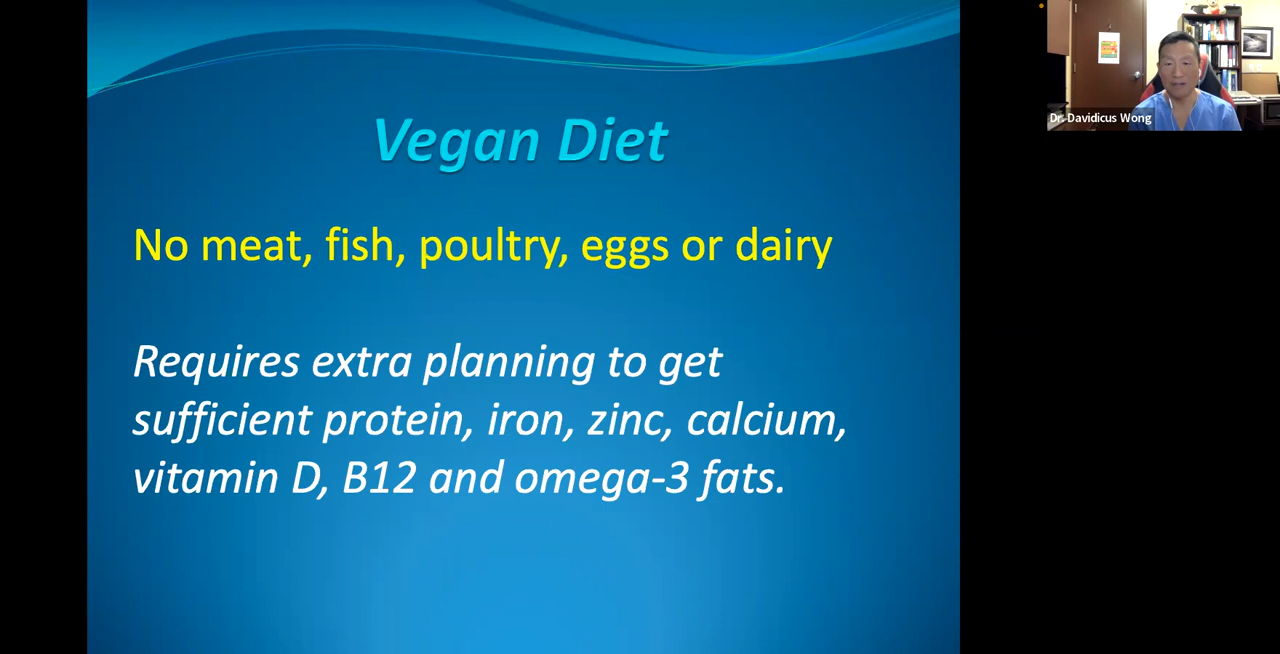 Vegan Diet
No meat, fish, poultry, eggs or dairy
Requires extra planning to get
sufficient protein, iron, zinc, calcium,
vitamin D, B12 and omega-3 fats.
Dr. Davidicus Wong